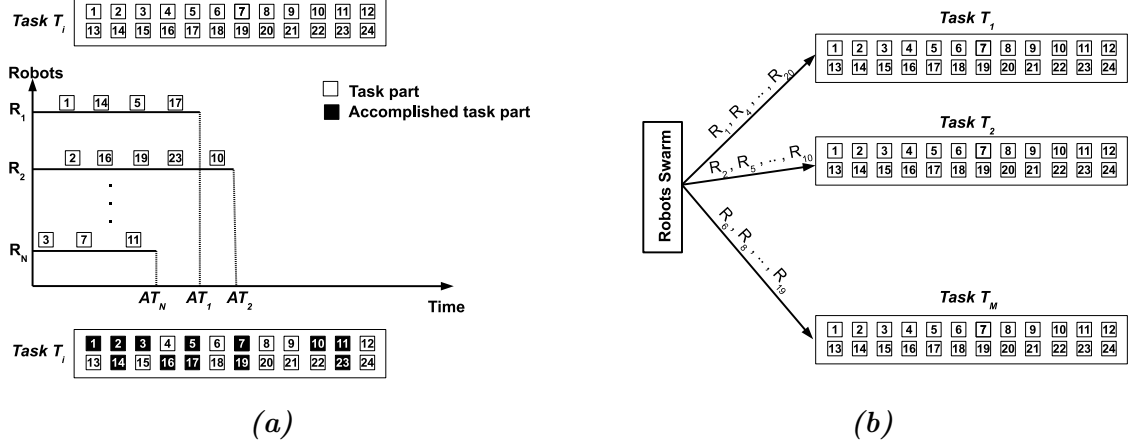 Task T_i
1 2 3 4 5 6 7 8 9 10 11 12
13 14 15 16 17 18 19 20 21 22 23 24
Robots
Task part
Accomplished task part
R_1
1 14 5 17
R_2
2 16 19 23 10
R_N
3 7 11
AT_N AT_1 AT_2
Time
Task T_i
1 2 3 4 5 6 7 8 9 10 11 12
13 14 15 16 17 18 19 20 21 22 23 24
(a)
Robots Swarm
R_1, R_4, .., R_20
R_2, R_5, .., R_10
R_6, R_8, .., R_19
Task T_1
1 2 3 4 5 6 7 8 9 10 11 12
13 14 15 16 17 18 19 20 21 22 23 24
Task T_2
1 2 3 4 5 6 7 8 9 10 11 12
13 14 15 16 17 18 19 20 21 22 23 24
Task T_M
1 2 3 4 5 6 7 8 9 10 11 12
13 14 15 16 17 18 19 20 21 22 23 24
(b)